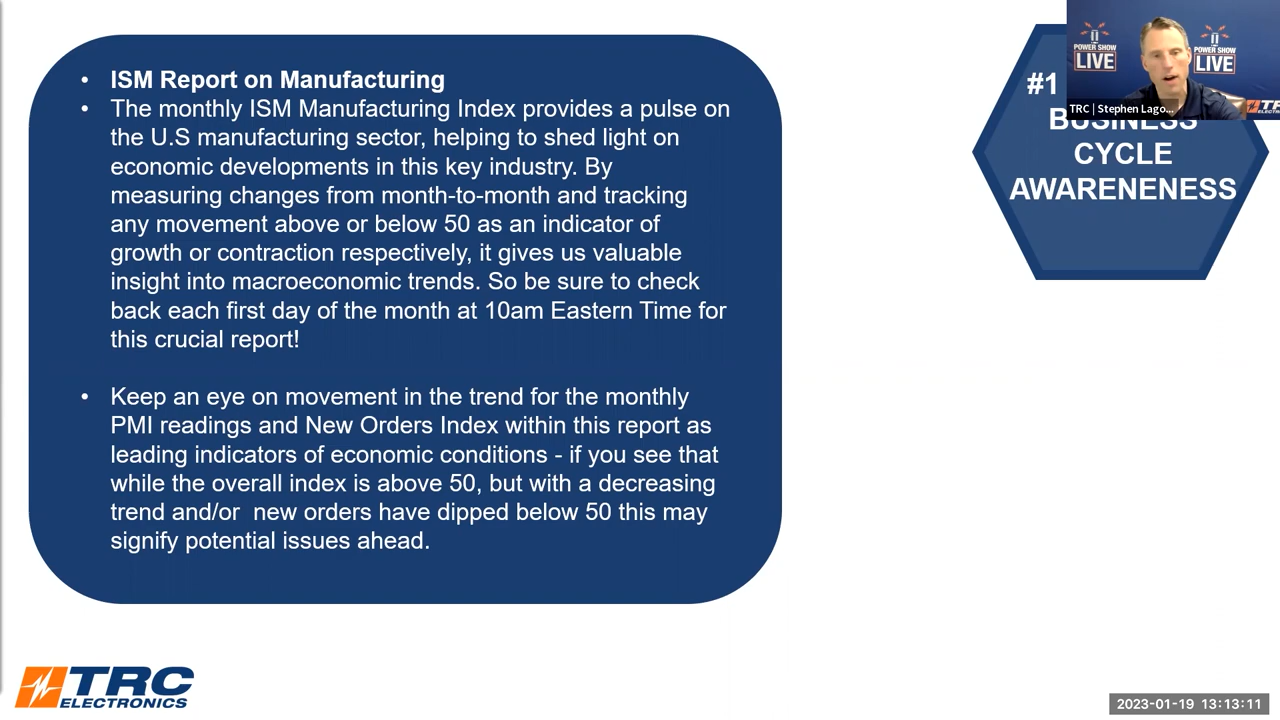 • ISM Report on Manufacturing
• The monthly ISM Manufacturing Index provides a pulse on
the U.S manufacturing sector, helping to shed light on
economic developments in this key industry. By
measuring changes from month-to-month and tracking
any movement above or below 50 as an indicator of
growth or contraction respectively, it gives us valuable
insight into macroeconomic trends. So be sure to check
back each first day of the month at 10am Eastern Time for
this crucial report!
• Keep an eye on movement in the trend for the monthly
PMI readings and New Orders Index within this report as
leading indicators of economic conditions - if you see that
while the overall index is above 50, but with a decreasing
trend and/or  new orders have dipped below 50 this may
signify potential issues ahead.
#1
BUSINESS
CYCLE
AWARENENESS
POWER SHOW
LIVE
POWER SHOW
LIVE
TRC | Stephen Lago...
TRC
ELECTRONICS
2023-01-19 13:13:11